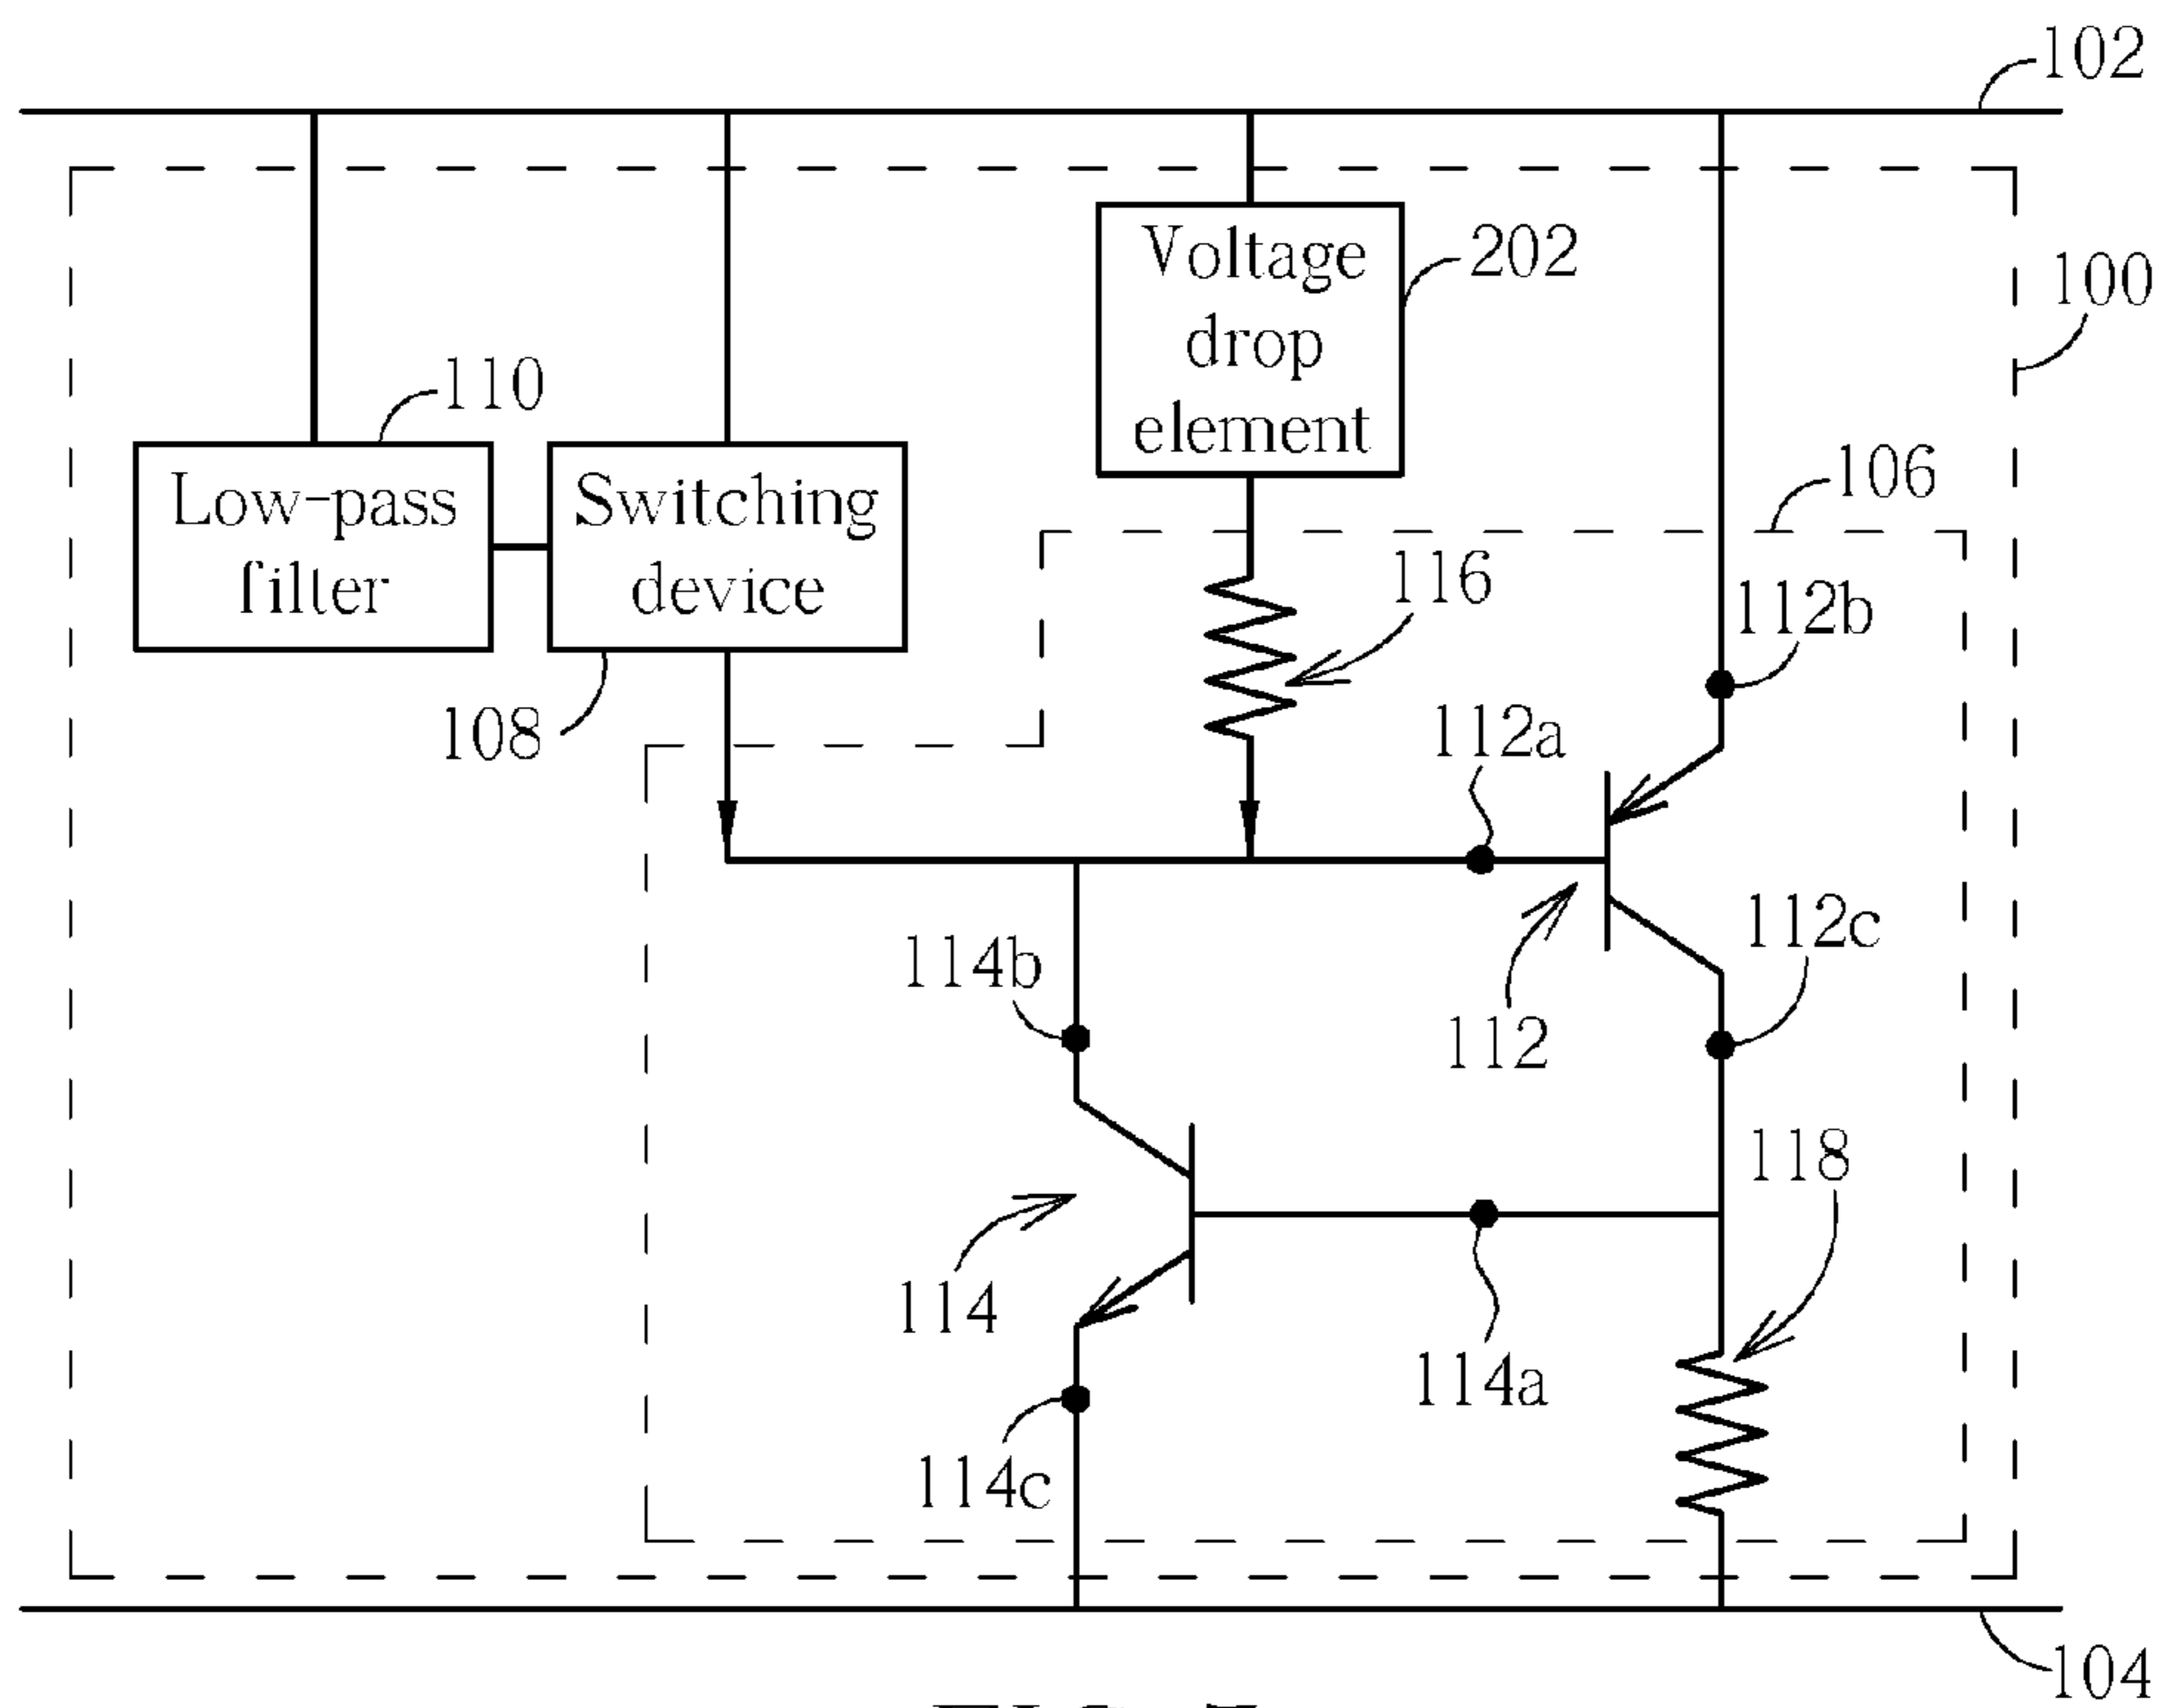 102
Voltage
drop
element
202
100
110
Low-pass
filter
Switching
device
106
116
112b
108
112a
114b
112c
112
118
114
114a
114c
104